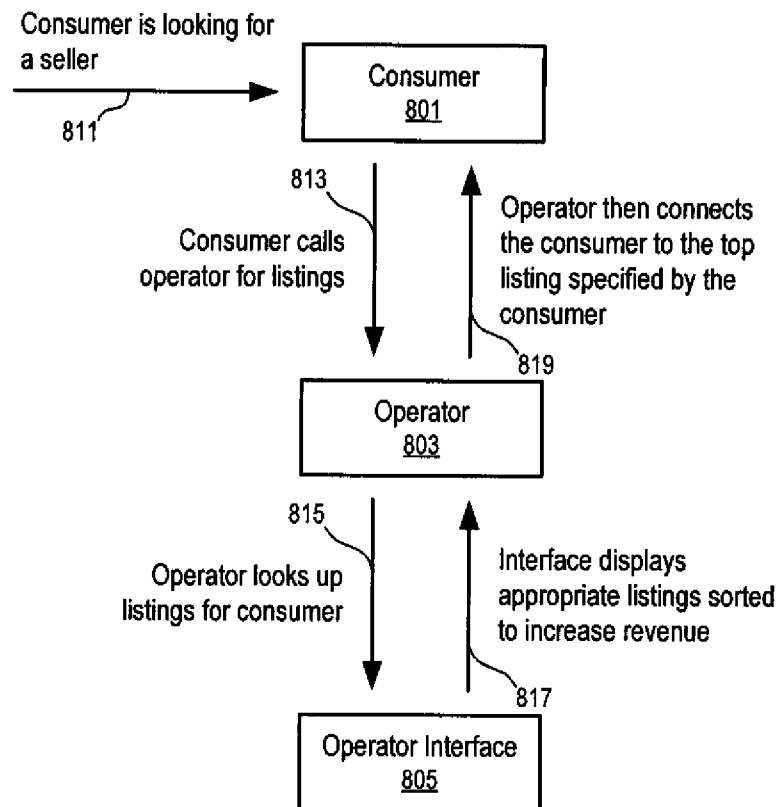 Consumer is looking for
a seller
811
Consumer
801
813
Consumer calls
operator for listings
Operator then connects
the consumer to the top
listing specified by the
consumer
819
Operator
803
815
Operator looks up
listings for consumer
Interface displays
appropriate listings sorted
to increase revenue
817
Operator Interface
805